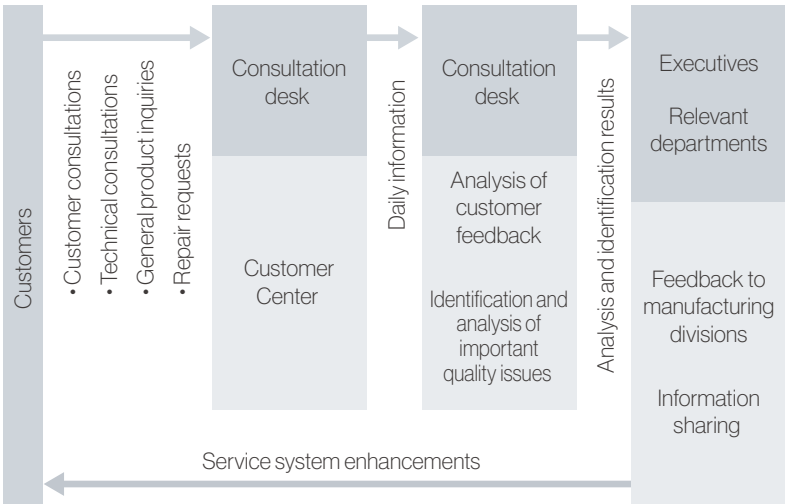 Customers
• Customer consultations
• Technical consultations
• General product inquiries
• Repair requests
Consultation
desk
Customer
Center
Daily information
Consultation
desk
Analysis of
customer
feedback
Identification and
analysis of
important
quality issues
Analysis and identification results
Executives
Relevant
departments
Feedback to
manufacturing
divisions
Information
sharing
Service system enhancements